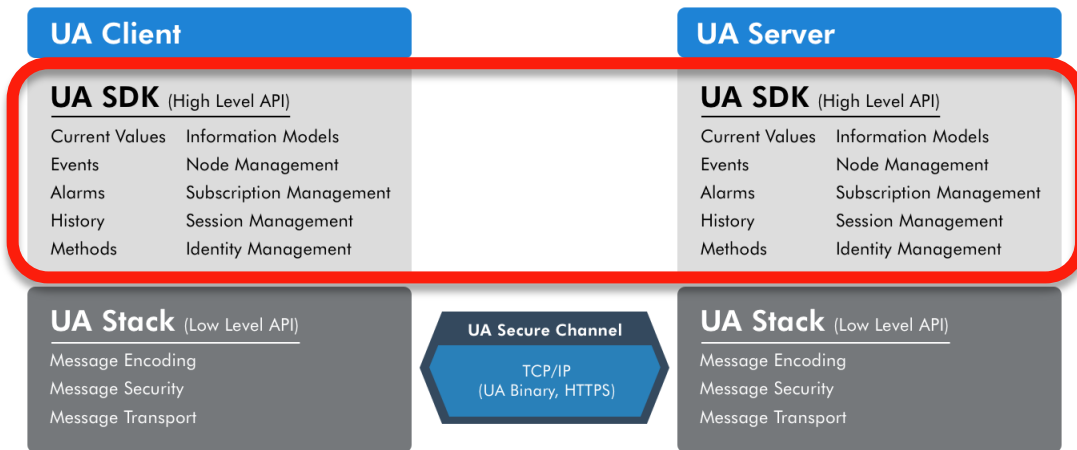 UA Client
UA SDK (High Level API)
Current Values Information Models
Events Node Management
Alarms Subscription Management
History Session Management
Methods Identity Management
UA Stack (Low Level API)
Message Encoding
Message Security
Message Transport
UA Secure Channel
TCP/IP
(UA Binary, HTTPS)
UA Server
UA SDK (High Level API)
Current Values Information Models
Events Node Management
Alarms Subscription Management
History Session Management
Methods Identity Management
UA Stack (Low Level API)
Message Encoding
Message Security
Message Transport